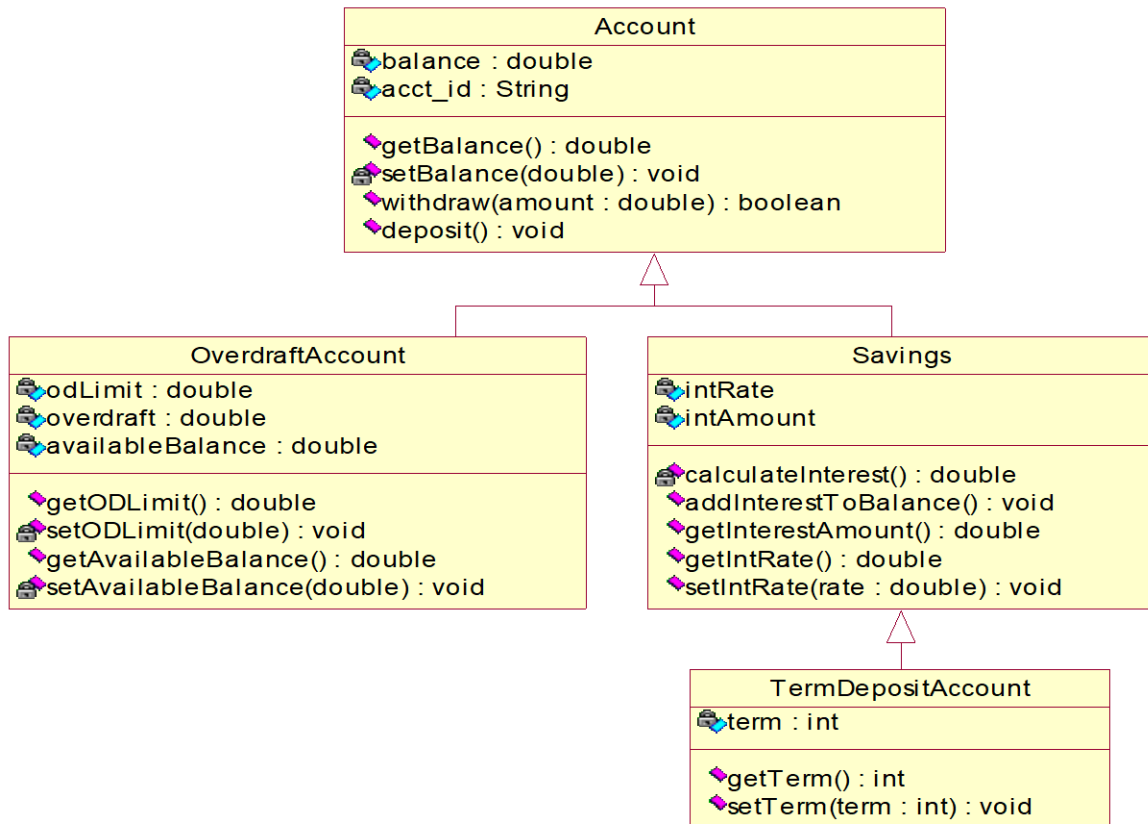 Account
balance : double
acct_id : String
getBalance() : double
setBalance(double) : void
withdraw(amount : double) : boolean
deposit() : void
OverdraftAccount
odLimit : double
overdraft : double
availableBalance : double
getODLimit() : double
setODLimit(double) : void
getAvailableBalance() : double
setAvailableBalance(double) : void
Savings
intRate
intAmount
calculateInterest() : double
addInterestToBalance() : void
getInterestAmount() : double
getIntRate() : double
setIntRate(rate : double) : void
TermDepositAccount
term : int
getTerm() : int
setTerm(term : int) : void